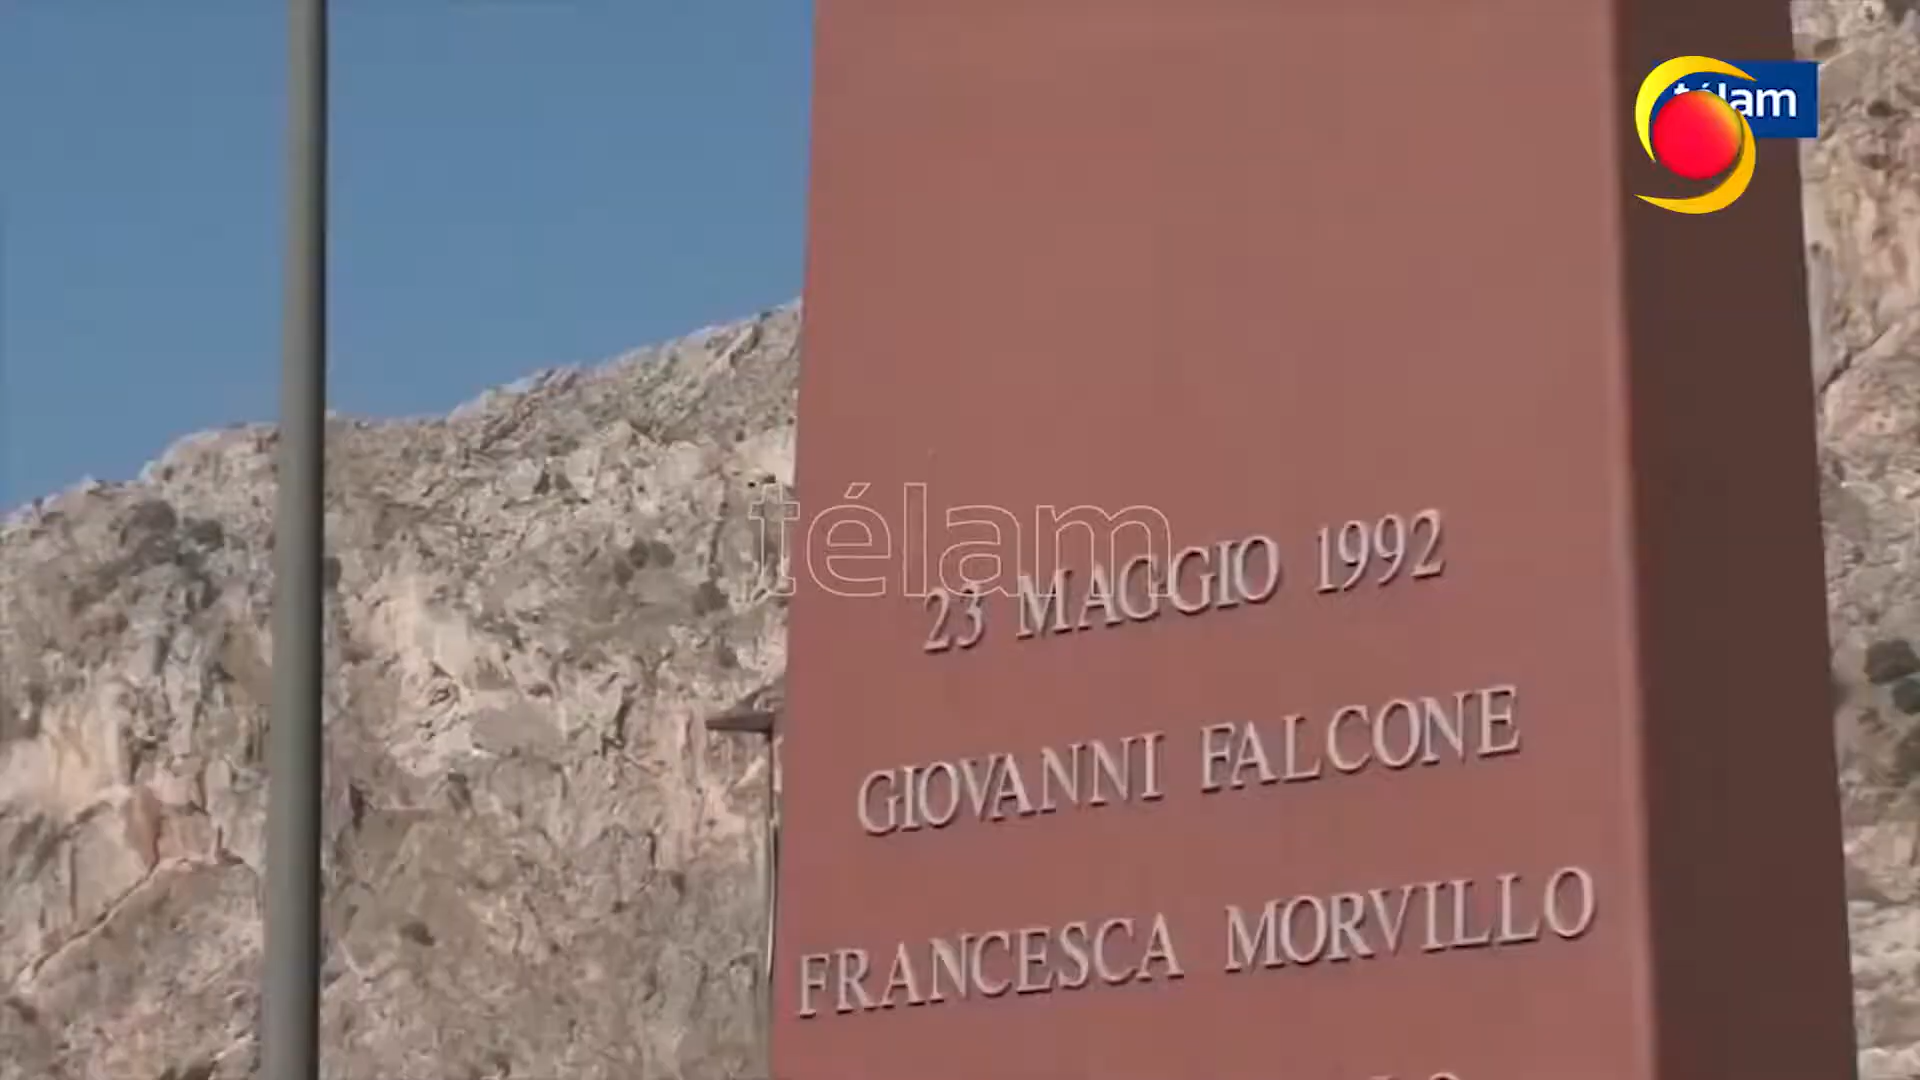 télam
télam
23 MAGGIO 1992
GIOVANNI FALCONE
FRANCESCA MORVILLO